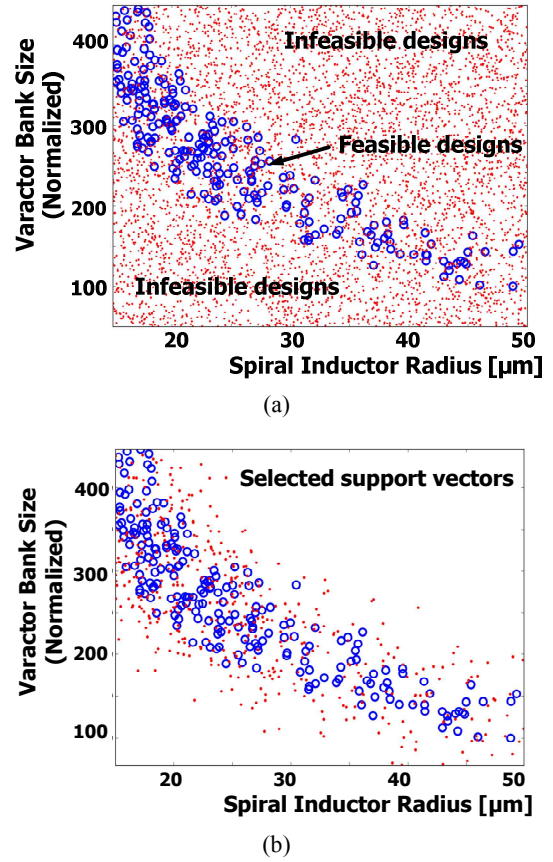 400
300
200
100
Varactor Bank Size
(Normalized)
Infeasible designs
Feasible designs
Infeasible designs
20 30 40 50
Spiral Inductor Radius [µm]
(a)
400
300
200
100
Varactor Bank Size
(Normalized)
Selected support vectors
20 30 40 50
Spiral Inductor Radius [µm]
(b)